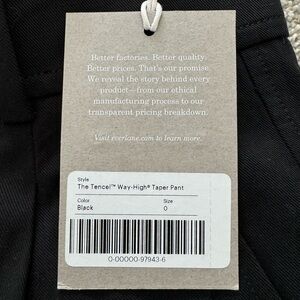 Better factories. Better quality.
Better prices. That's our promise.
We reveal the story behind every
product—from our ethical
manufacturing process to our
transparent pricing breakdown.
Visit everlane.com to learn more.
Style
The Tencel™ Way-High® Taper Pant
Color Size
Black 0
0-00000-97943-6